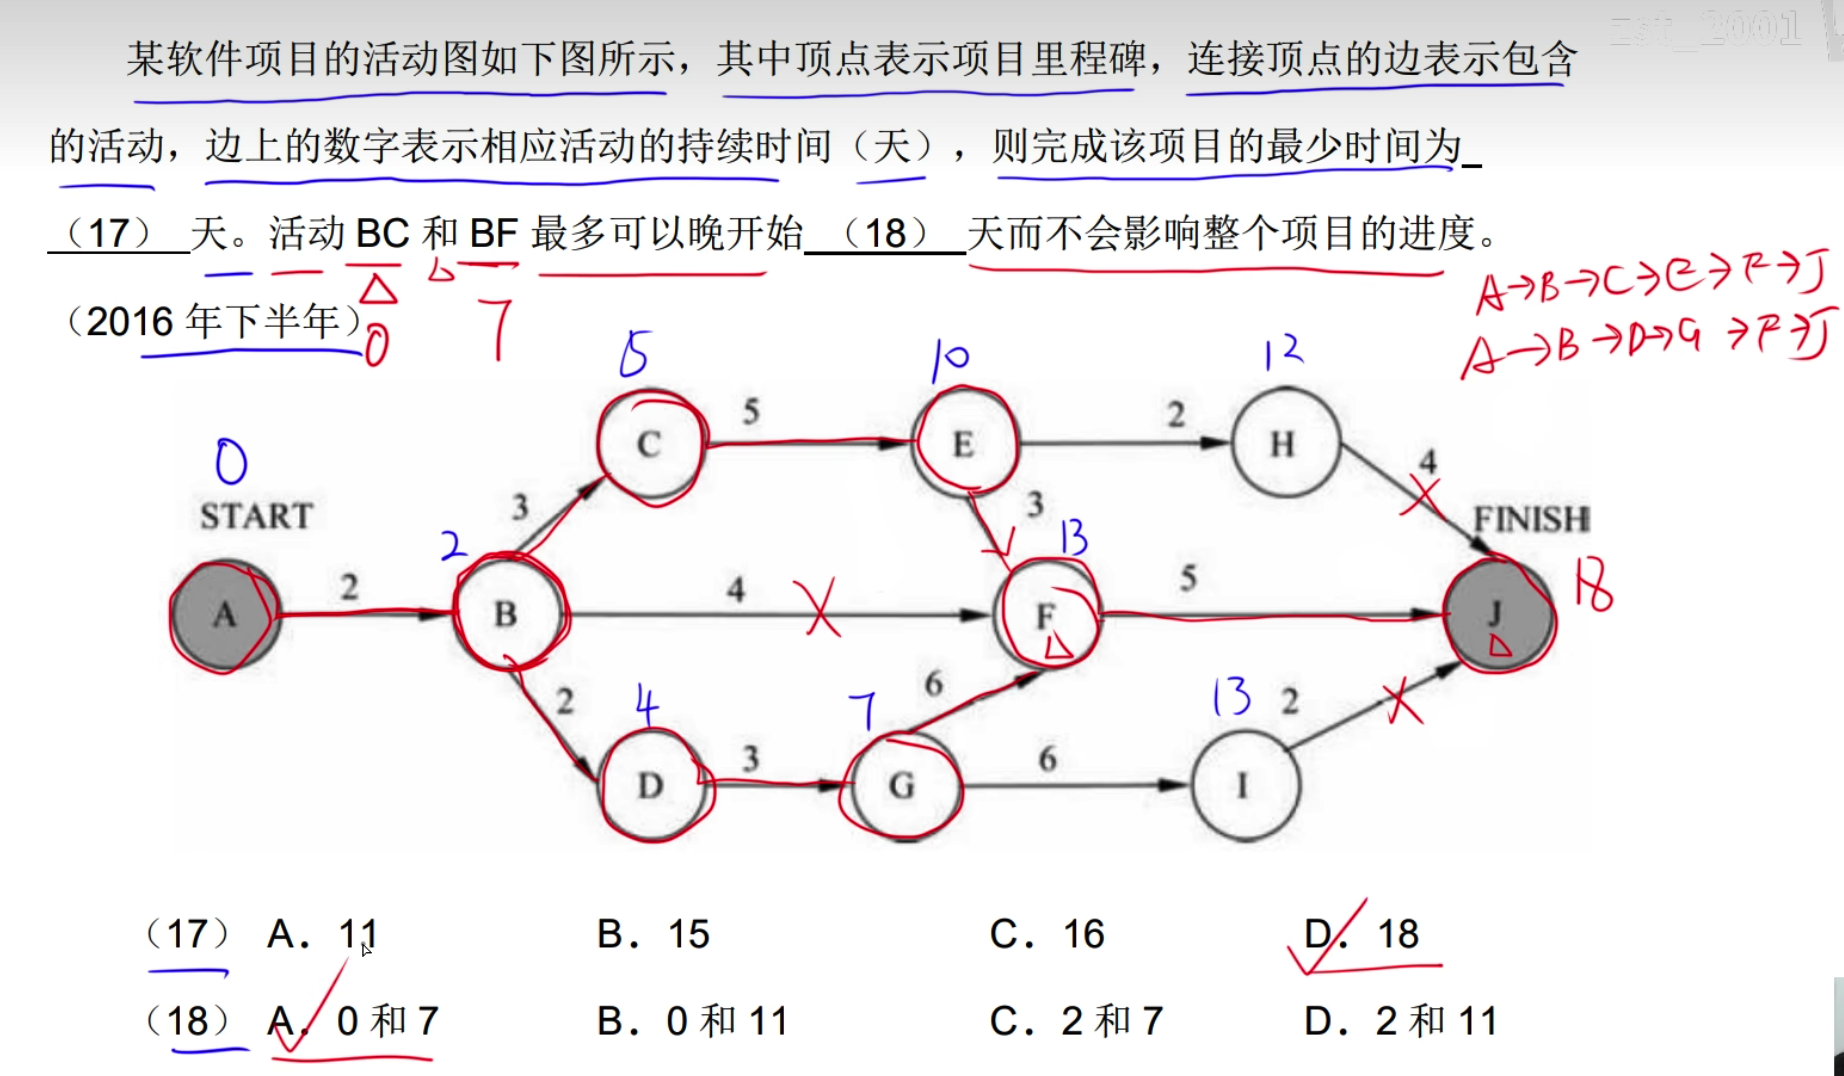 zst_2001
某软件项目的活动图如下图所示，其中顶点表示项目里程碑，连接顶点的边表示包含
的活动，边上的数字表示相应活动的持续时间（天），则完成该项目的最少时间为_
（17） 天。活动 BC 和 BF 最多可以晚开始 （18） 天而不会影响整个项目的进度。
（2016 年下半年）
0 7
A→B→C→E→F→J
A→B→D→G→F→J
5 10 12
C 5 E 2 H
0
START 3 3 4 FINISH
2 13 18
A 2 B 4 F 5 J
2 4 7 6 13 2
D 3 G 6 I
（17） A. 11 B. 15 C. 16 D. 18
（18） A. 0 和 7 B. 0 和 11 C. 2 和 7 D. 2 和 11